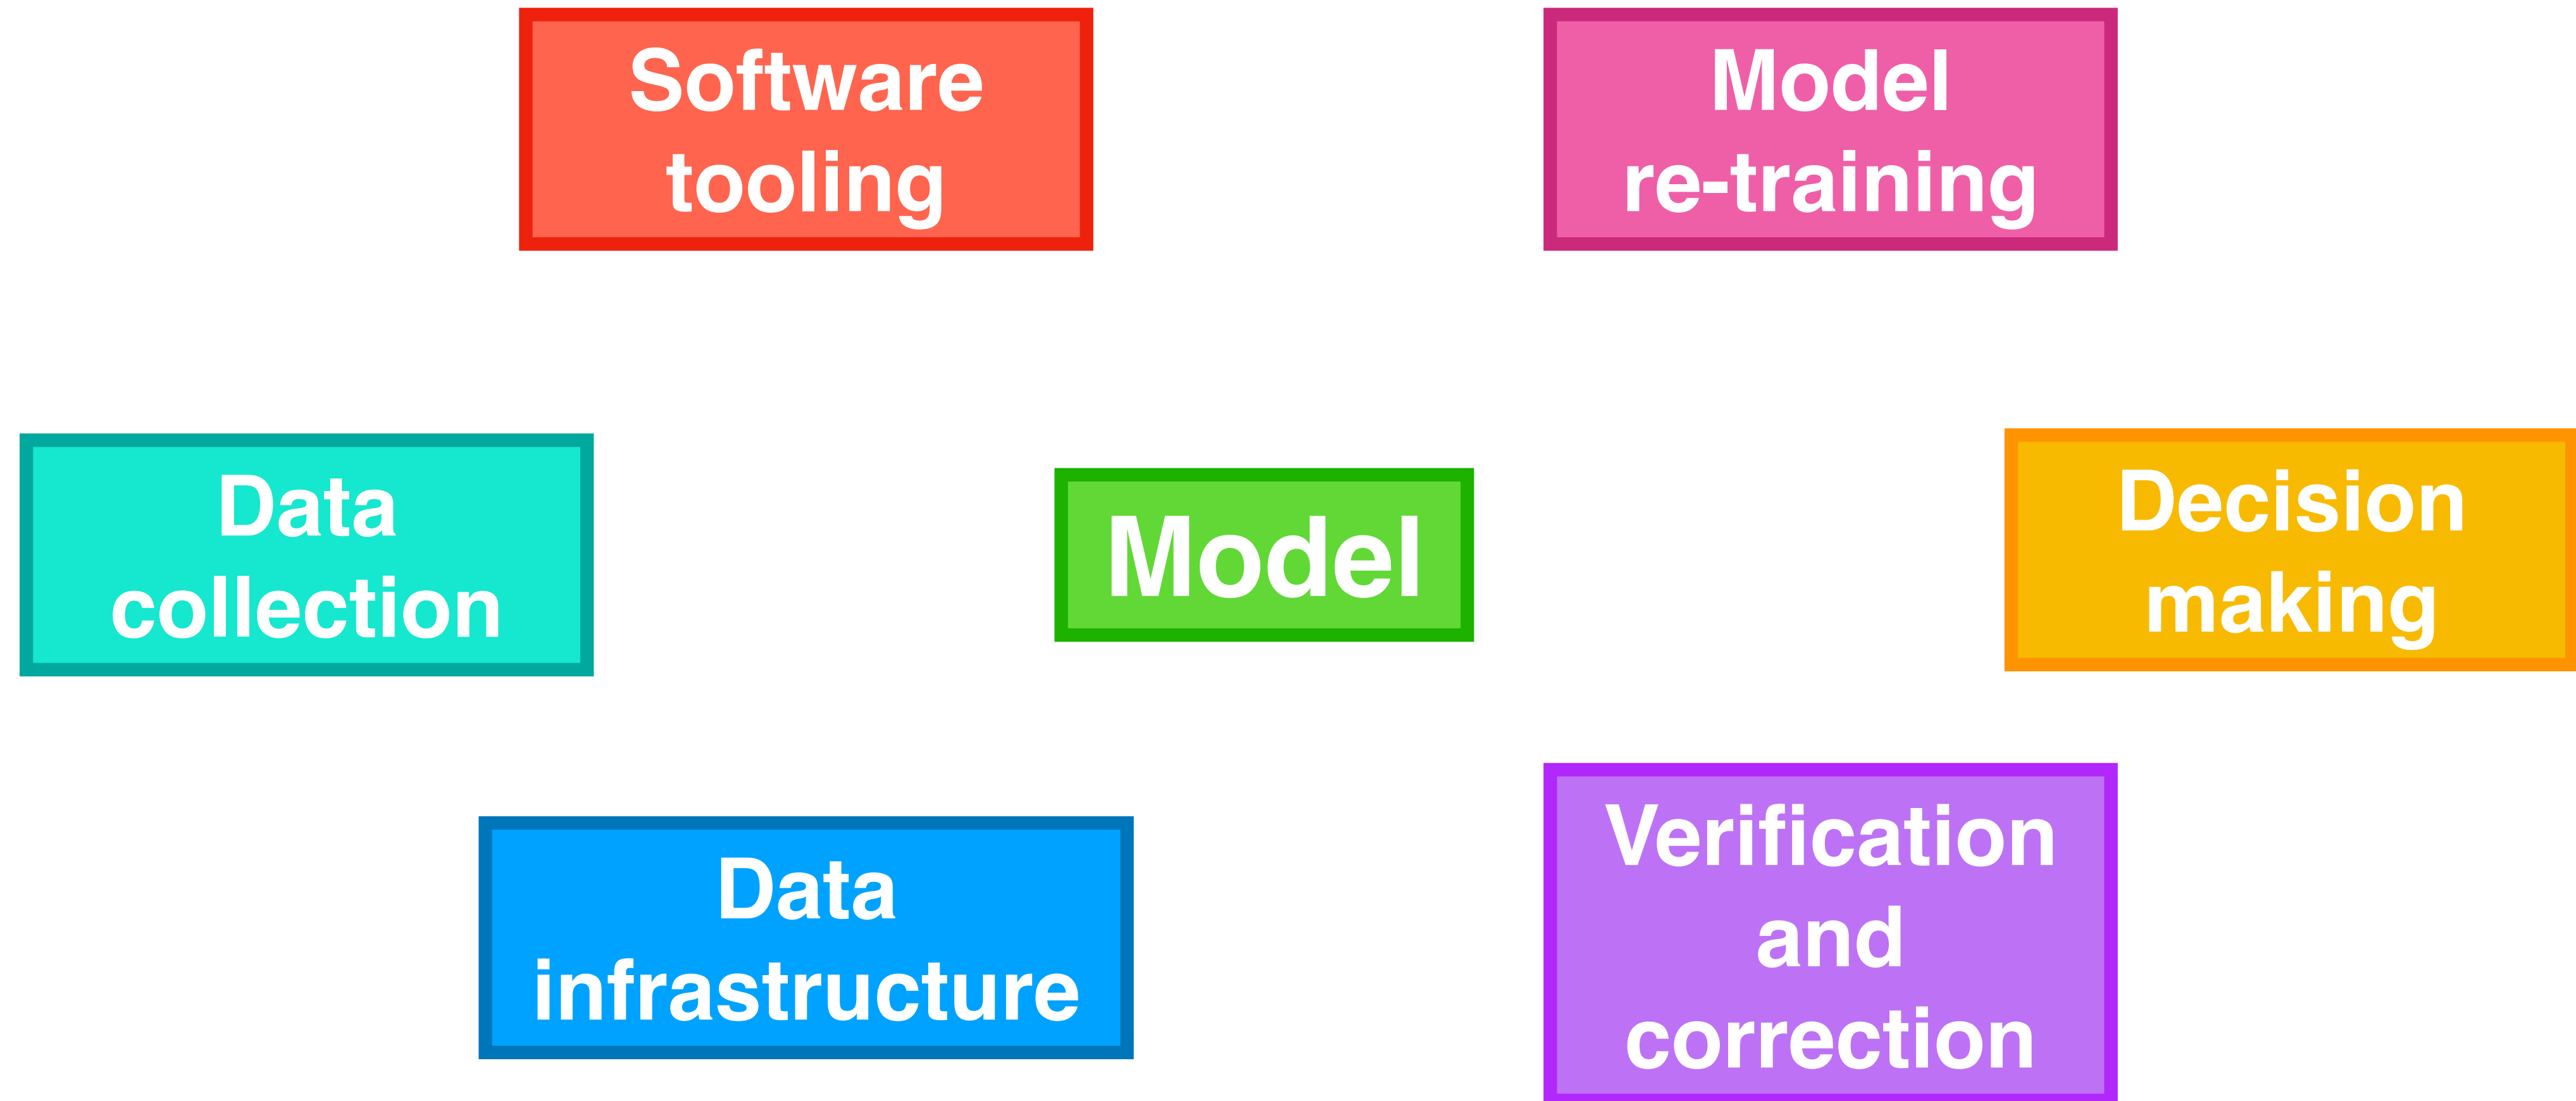 Software
tooling
Model
re-training
Data
collection
Model
Decision
making
Data
infrastructure
Verification
and
correction